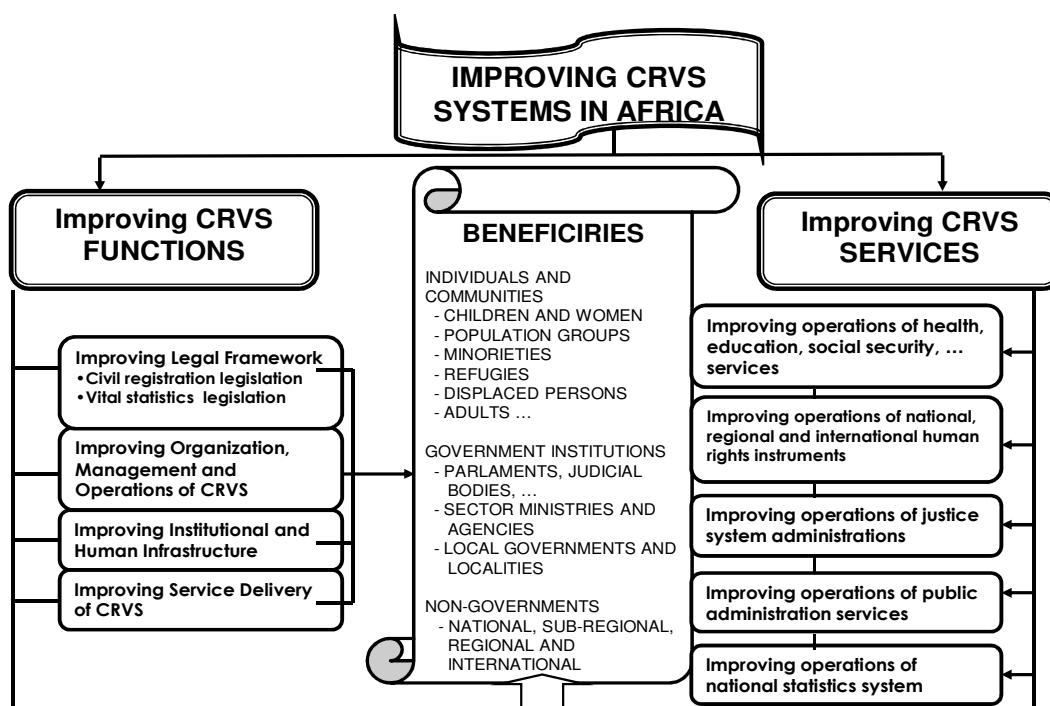 IMPROVING CRVS
SYSTEMS IN AFRICA
Improving CRVS
FUNCTIONS
Improving Legal Framework
•Civil registration legislation
•Vital statistics legislation
Improving Organization,
Management and
Operations of CRVS
Improving Institutional and
Human Infrastructure
Improving Service Delivery
of CRVS
BENEFICIRIES
INDIVIDUALS AND
COMMUNITIES
- CHILDREN AND WOMEN
- POPULATION GROUPS
- MINORIETIES
- REFUGIES
- DISPLACED PERSONS
- ADULTS …
GOVERNMENT INSTITUTIONS
- PARLAMENTS, JUDICIAL
BODIES, …
- SECTOR MINISTRIES AND
AGENCIES
- LOCAL GOVERNMENTS AND
LOCALITIES
NON-GOVERNMENTS
- NATIONAL, SUB-REGIONAL,
REGIONAL AND
INTERNATIONAL
Improving CRVS
SERVICES
Improving operations of health,
education, social security, …
services
Improving operations of national,
regional and international human
rights instruments
Improving operations of justice
system administrations
Improving operations of public
administration services
Improving operations of
national statistics system